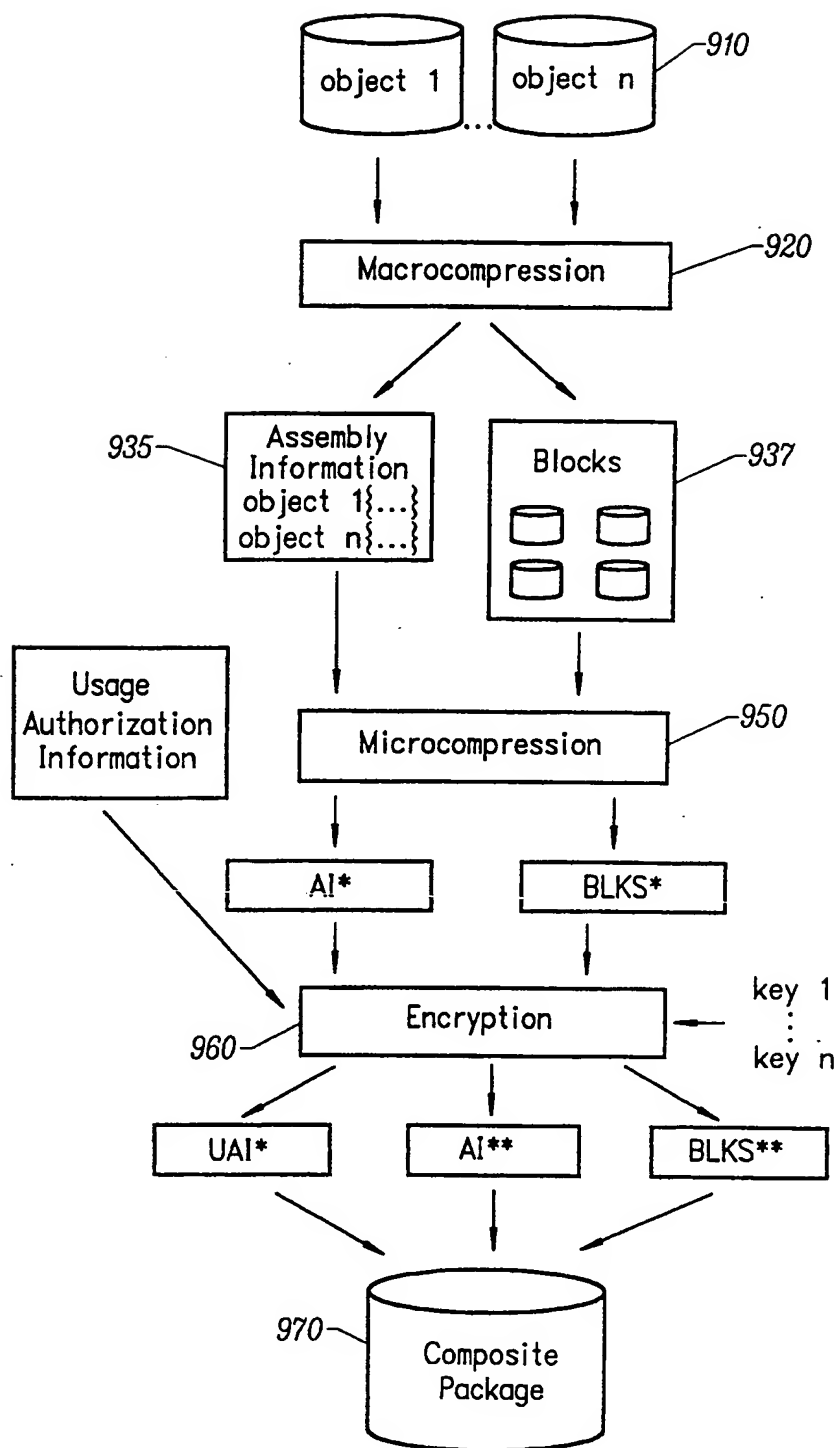 object 1
...
object n
910
Macrocompression
920
935
Assembly
Information
object 1{...}
object n{...}
Blocks
937
Usage
Authorization
Information
Microcompression
950
AI*
BLKS*
Encryption
960
key 1
⋮
key n
UAI*
AI**
BLKS**
970
Composite
Package